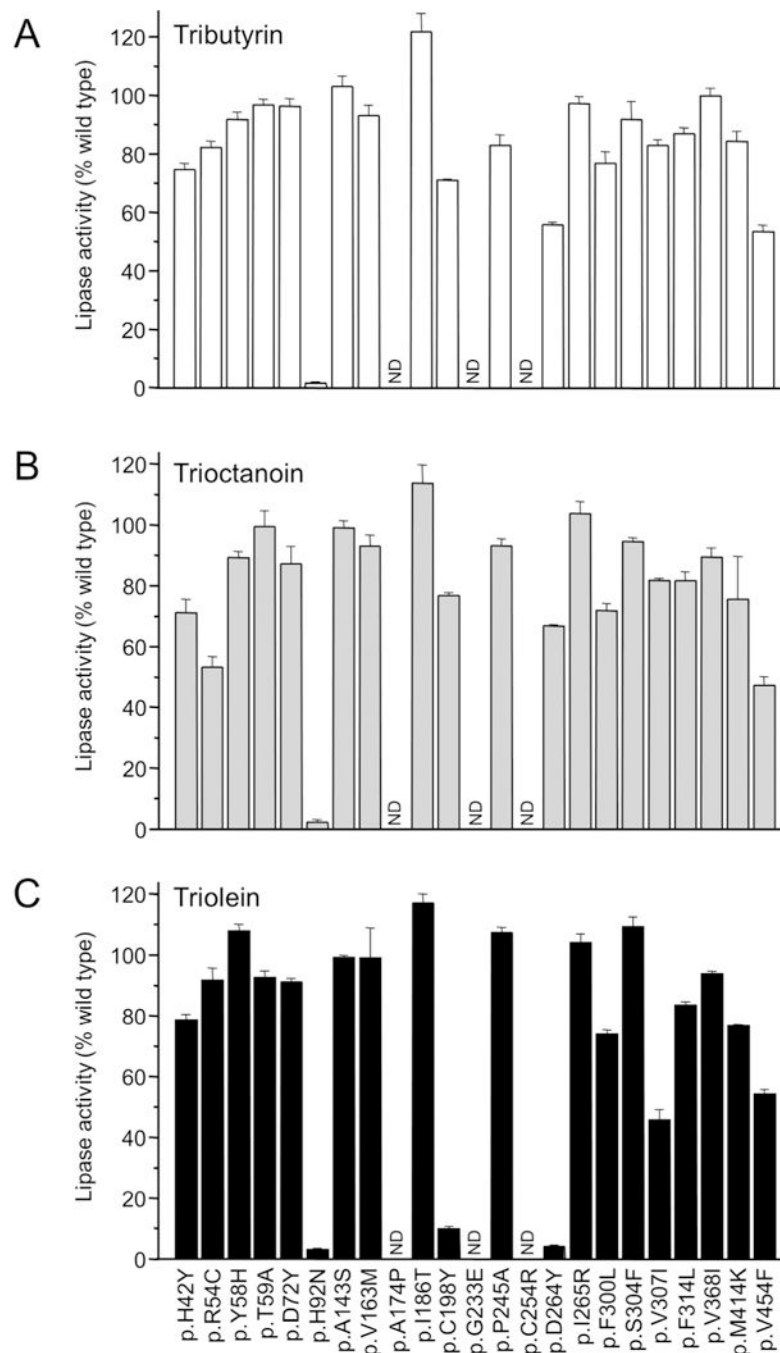 A
Tributyrin
Lipase activity (% wild type)
120
100
80
60
40
20
0
ND
ND
ND
B
Trioctanoin
Lipase activity (% wild type)
120
100
80
60
40
20
0
ND
ND
ND
C
Triolein
Lipase activity (% wild type)
120
100
80
60
40
20
0
ND
ND
ND
p.H42Y
p.R54C
p.Y58H
p.T59A
p.D72Y
p.H92N
p.A143S
p.V163M
p.A174P
p.I186T
p.C198Y
p.G233E
p.P245A
p.C254R
p.D264Y
p.I265R
p.F300L
p.S304F
p.V307I
p.F314L
p.V368I
p.M414K
p.V454F